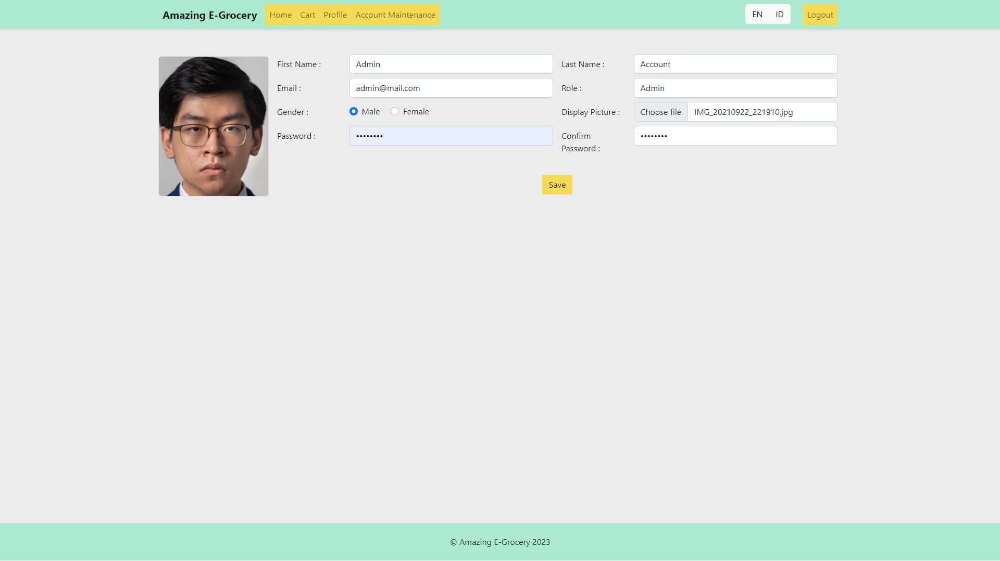 Amazing E-Grocery Home Cart Profile Account Maintenance EN ID Logout
First Name : Admin Last Name : Account
Email : admin@mail.com Role : Admin
Gender : Male Female Display Picture : Choose file IMG_20210922_221910.jpg
Password : •••••••• Confirm Password : ••••••••
Save
© Amazing E-Grocery 2023